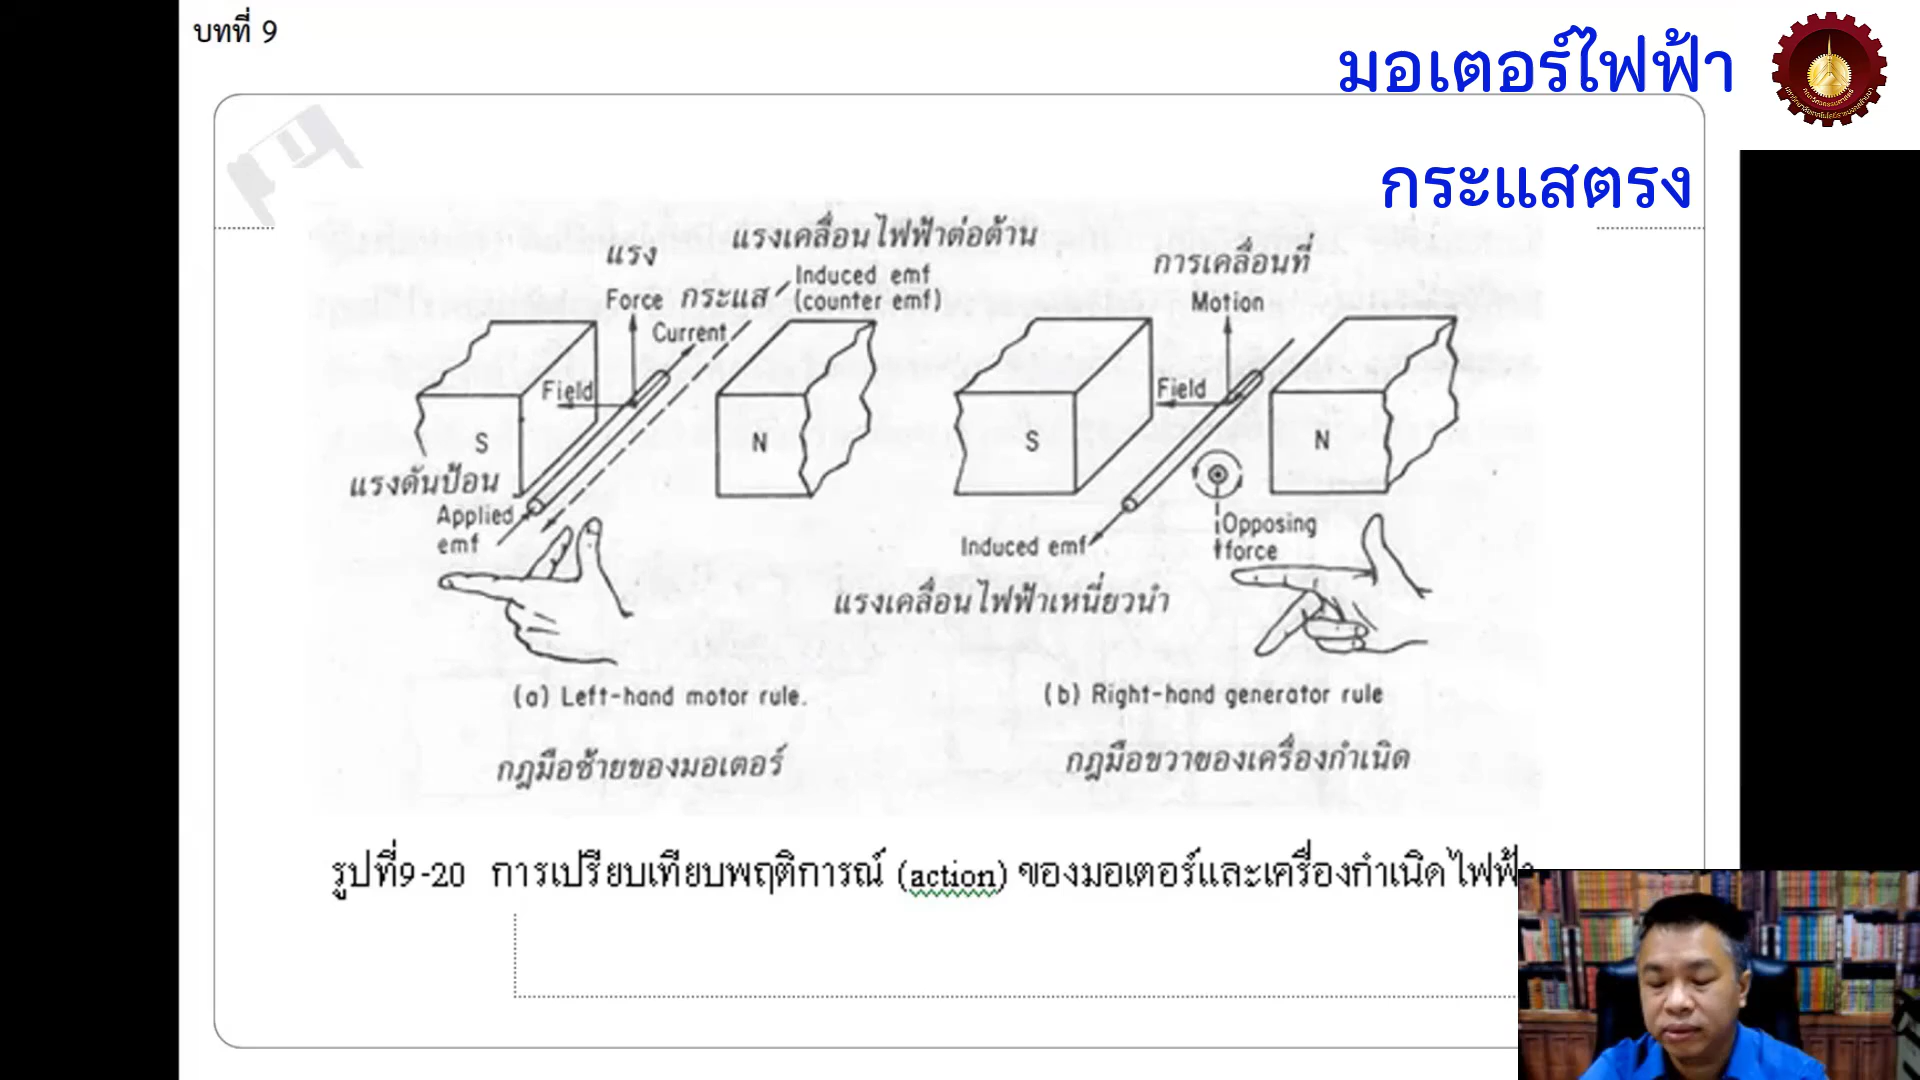 บทที่ 9
มอเตอร์ไฟฟ้า
กระแสตรง
แรงเคลื่อนไฟฟ้าต่อต้าน
แรง
Force กระแส
Induced emf
(counter emf)
Current
Field
S
N
แรงดันป้อน
Applied
emf
(a) Left-hand motor rule.
กฎมือซ้ายของมอเตอร์
การเคลื่อนที่
Motion
Field
S
N
Opposing
force
Induced emf
แรงเคลื่อนไฟฟ้าเหนี่ยวนำ
(b) Right-hand generator rule
กฎมือขวาของเครื่องกำเนิด
รูปที่9-20 การเปรียบเทียบพฤติการณ์ (action) ของมอเตอร์และเครื่องกำเนิดไฟฟ้า